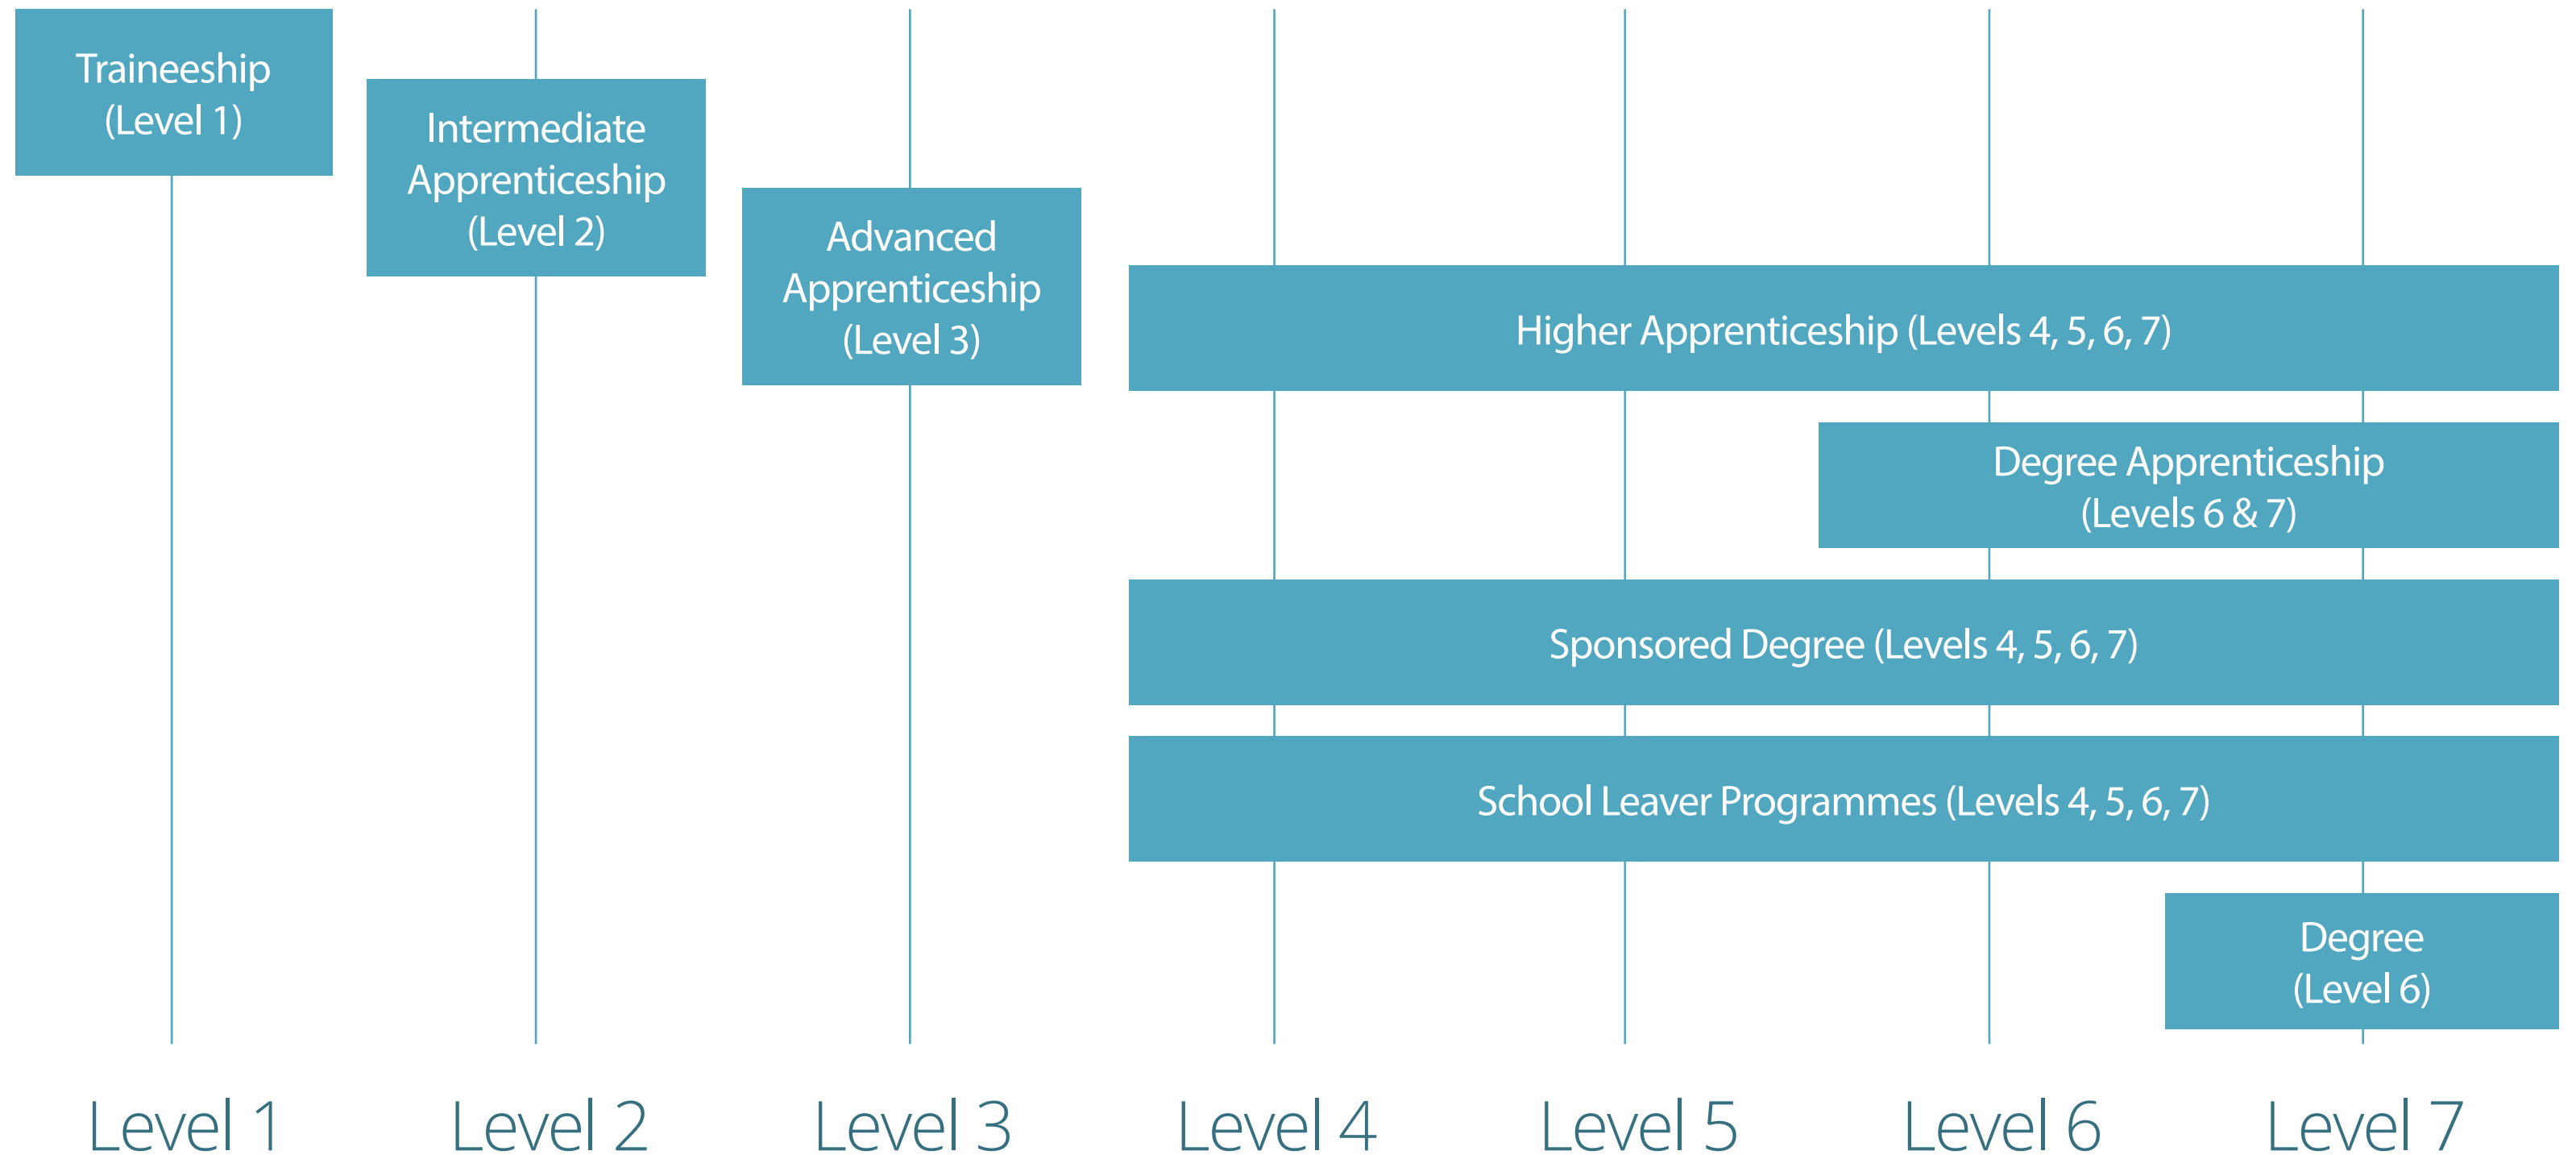 Traineeship
(Level 1)
Intermediate
Apprenticeship
(Level 2)
Advanced
Apprenticeship
(Level 3)
Higher Apprenticeship (Levels 4, 5, 6, 7)
Degree Apprenticeship
(Levels 6 & 7)
Sponsored Degree (Levels 4, 5, 6, 7)
School Leaver Programmes (Levels 4, 5, 6, 7)
Degree
(Level 6)
Level 1
Level 2
Level 3
Level 4
Level 5
Level 6
Level 7